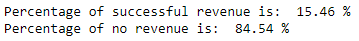 Percentage of successful revenue is:  15.46 %
Percentage of no revenue is:  84.54 %